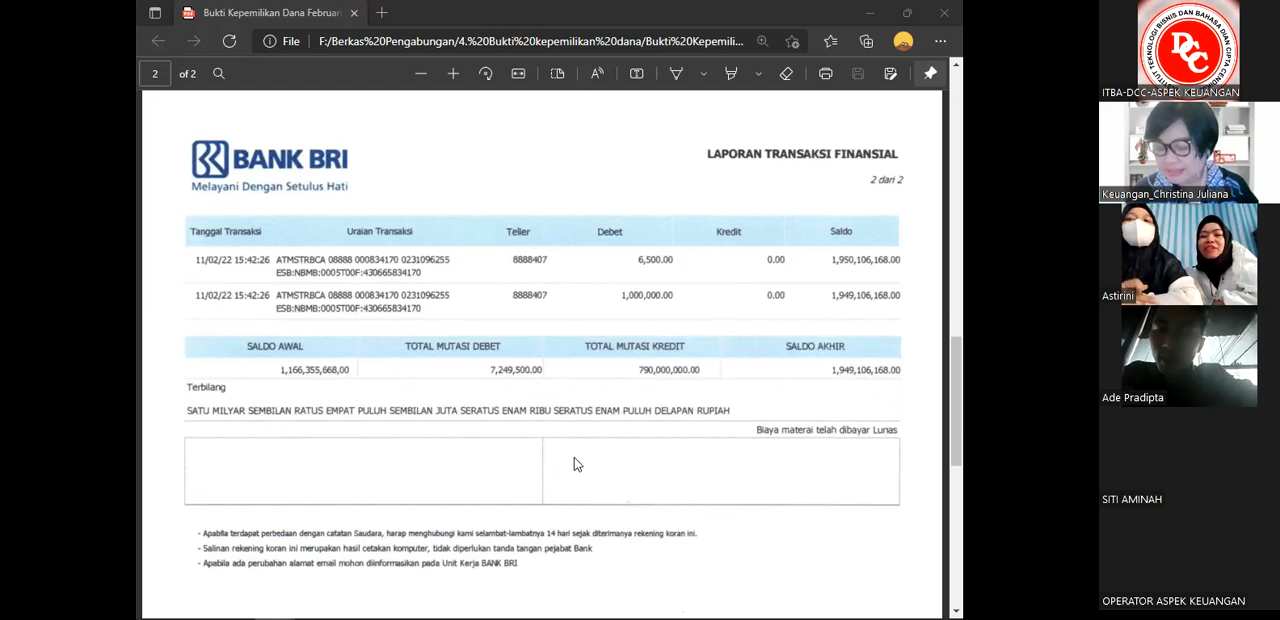 Bukti Kepemilikan Dana Februar
File
F:/Berkas%20Pengabungan/4.%20Bukti%20kepemilikan%20dana/Bukti%20Kepemili...
2 of 2
BANK BRI
Melayani Dengan Setulus Hati
LAPORAN TRANSAKSI FINANSIAL
2 dari 2
Tanggal Transaksi Uraian Transaksi Teller Debet Kredit Saldo
11/02/22 15:42:26 ATMSTRBCA 08888 000834170 0231096255 8888407 6,500.00 0.00 1,950,106,168.00
ESB:NBMB:0005T00F:430665834170
11/02/22 15:42:26 ATMSTRBCA 08888 000834170 0231096255 8888407 1,000,000.00 0.00 1,949,106,168.00
ESB:NBMB:0005T00F:430665834170
SALDO AWAL TOTAL MUTASI DEBET TOTAL MUTASI KREDIT SALDO AKHIR
1,166,355,668,00 7,249,500.00 790,000,000.00 1,949,106,168.00
Terbilang
SATU MILYAR SEMBILAN RATUS EMPAT PULUH SEMBILAN JUTA SERATUS ENAM RIBU SERATUS ENAM PULUH DELAPAN RUPIAH
Biaya materai telah dibayar Lunas
- Apabila terdapat perbedaan dengan catatan Saudara, harap menghubungi kami selambat-lambatnya 14 hari sejak diterimanya rekening koran ini.
- Salinan rekening koran ini merupakan hasil cetakan komputer, tidak diperlukan tanda tangan pejabat Bank
- Apabila ada perubahan alamat email mohon diinformasikan pada Unit Kerja BANK BRI
INSTITUT TEKNOLOGI BISNIS DAN BAHASA DIAN CIPTA
DCC
ITBA-DCC-ASPEK KEUANGAN
Keuangan_Christina Juliana
Astirini
Ade Pradipta
SITI AMINAH
OPERATOR ASPEK KEUANGAN